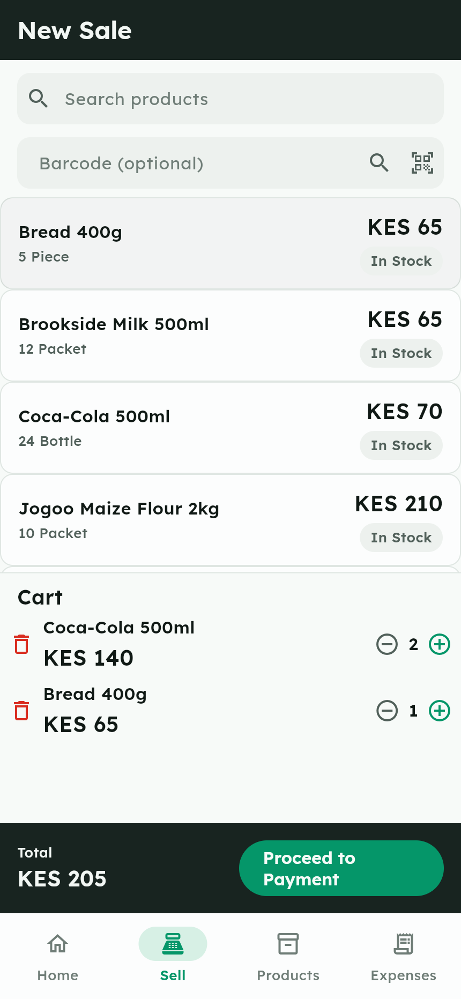 New Sale
Search products
Barcode (optional)
Bread 400g
KES 65
5 Piece
In Stock
Brookside Milk 500ml
KES 65
12 Packet
In Stock
Coca-Cola 500ml
KES 70
24 Bottle
In Stock
Jogoo Maize Flour 2kg
KES 210
10 Packet
In Stock
Cart
Coca-Cola 500ml
KES 140
2
Bread 400g
KES 65
1
Total
KES 205
Proceed to
Payment
Home
Sell
Products
Expenses